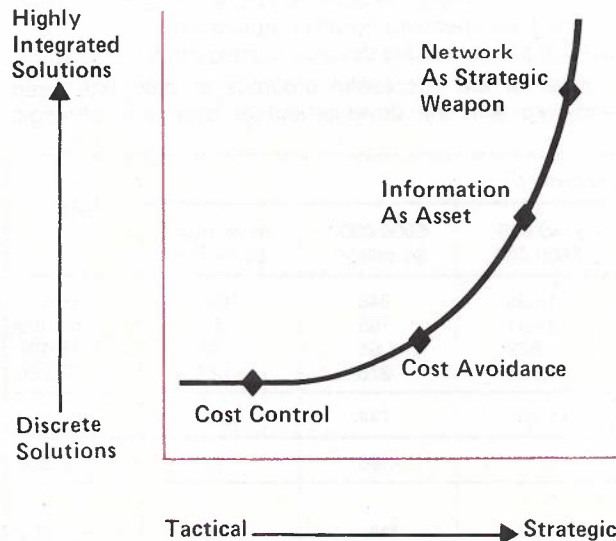 Highly
Integrated
Solutions
Network
As Strategic
Weapon
Information
As Asset
Cost Avoidance
Cost Control
Discrete
Solutions
Tactical
Strategic